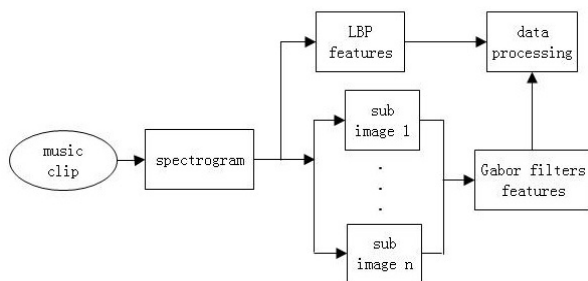 LBP
features
data
processing
music
clip
spectrogram
sub
image 1
.
.
.
sub
image n
Gabor filters
features